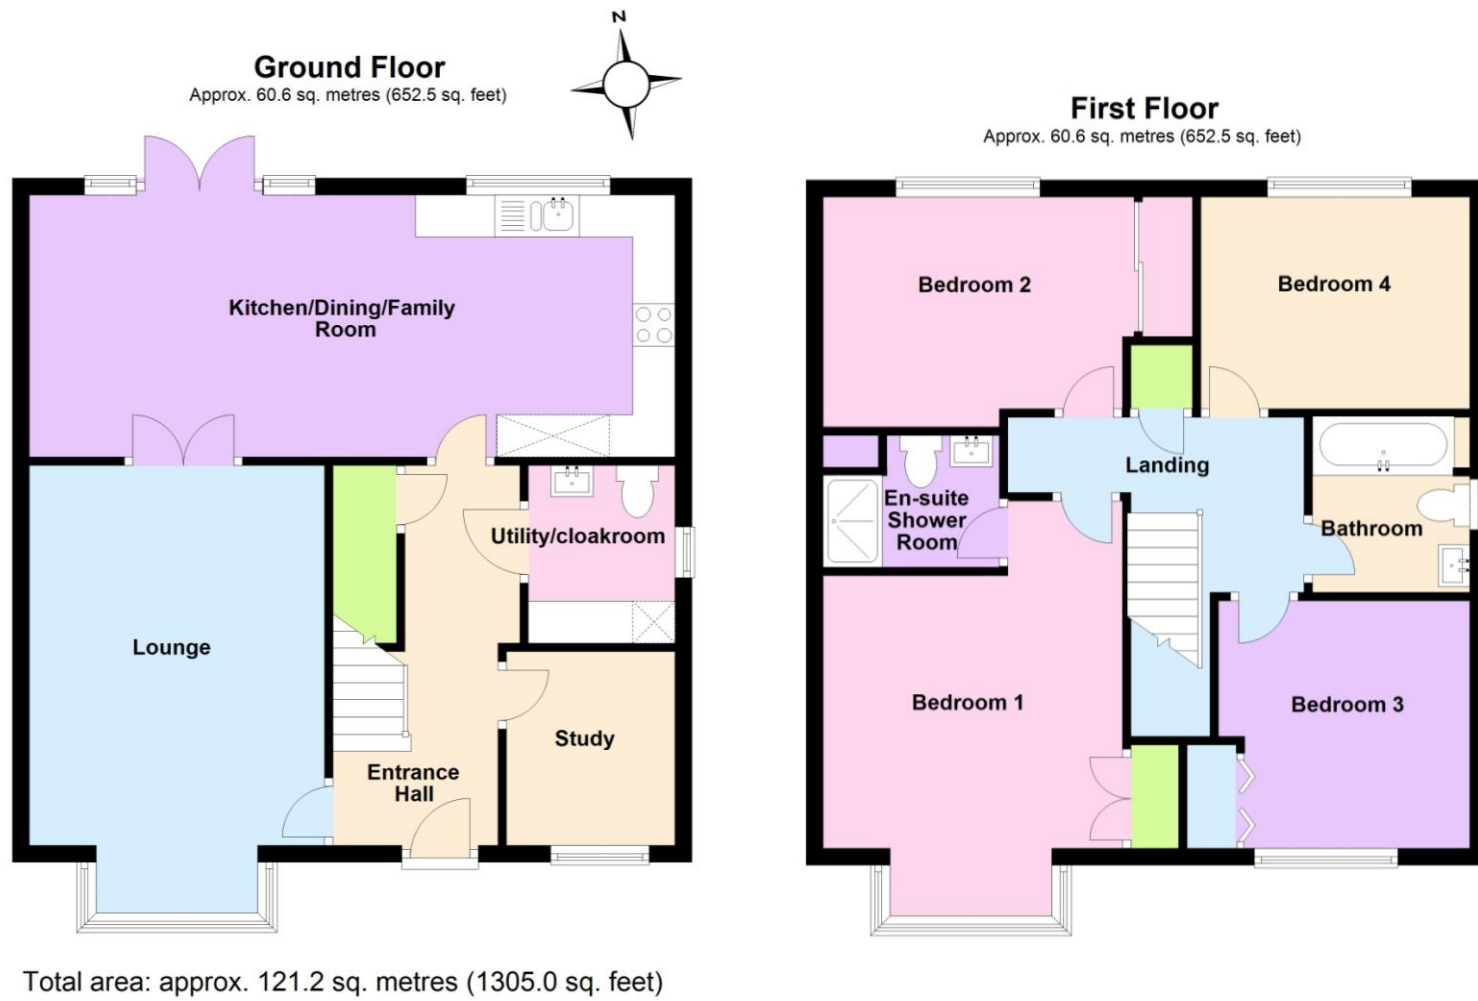 N
Ground Floor
Approx. 60.6 sq. metres (652.5 sq. feet)
Kitchen/Dining/Family
Room
Utility/cloakroom
Lounge
Study
Entrance
Hall
First Floor
Approx. 60.6 sq. metres (652.5 sq. feet)
Bedroom 2
Bedroom 4
Landing
En-suite
Shower
Room
Bathroom
Bedroom 1
Bedroom 3
Total area: approx. 121.2 sq. metres (1305.0 sq. feet)